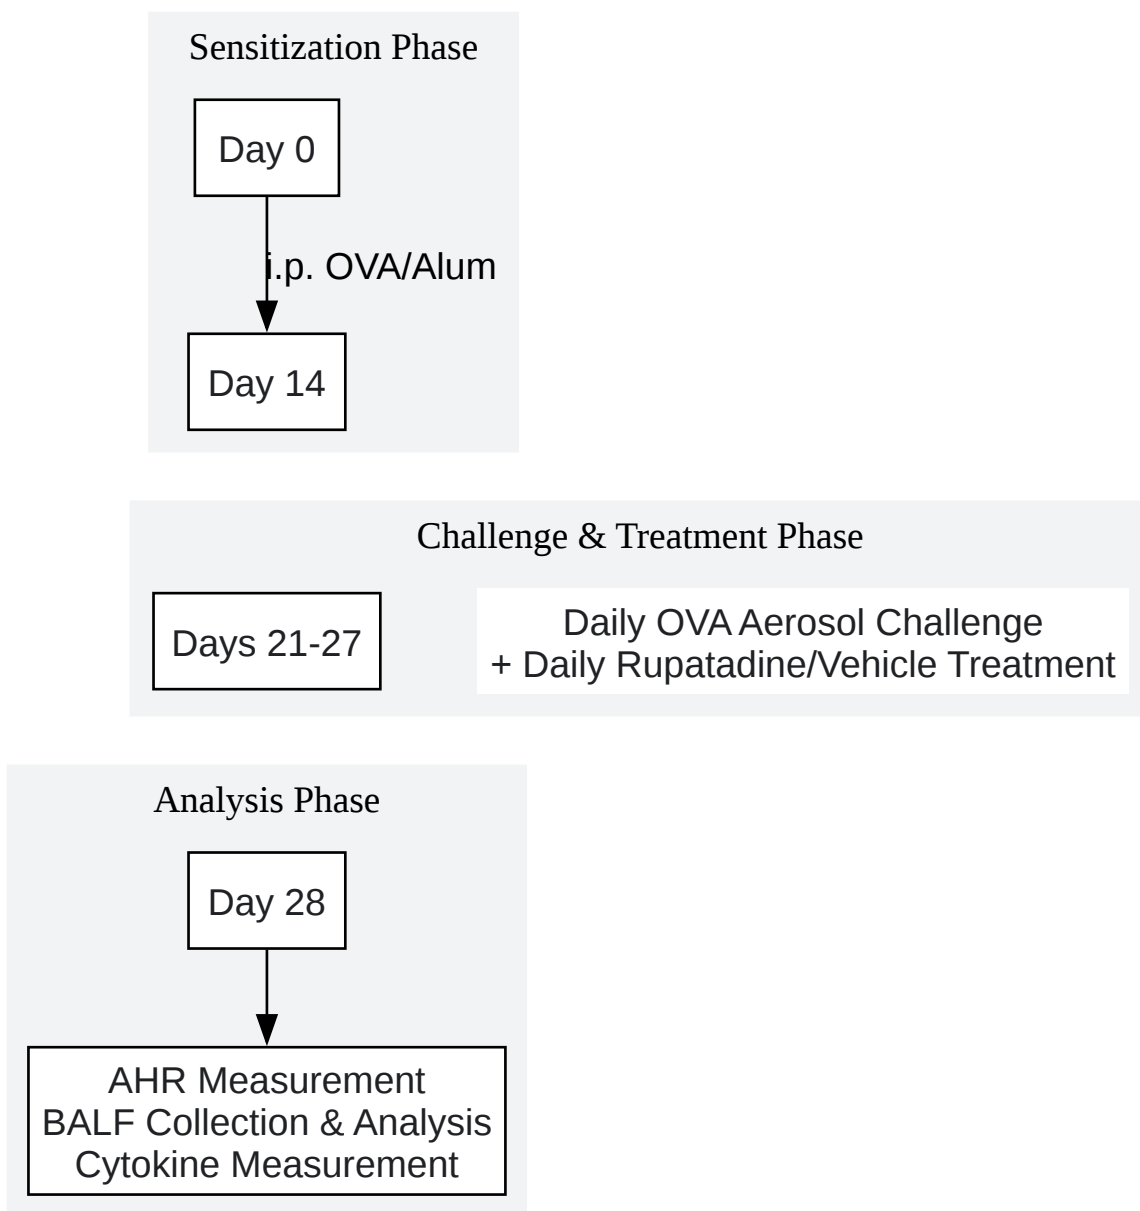 Sensitization Phase
Day 0
i.p. OVA/Alum
Day 14
Challenge & Treatment Phase
Days 21-27
Daily OVA Aerosol Challenge
+ Daily Rupatadine/Vehicle Treatment
Analysis Phase
Day 28
AHR Measurement
BALF Collection & Analysis
Cytokine Measurement